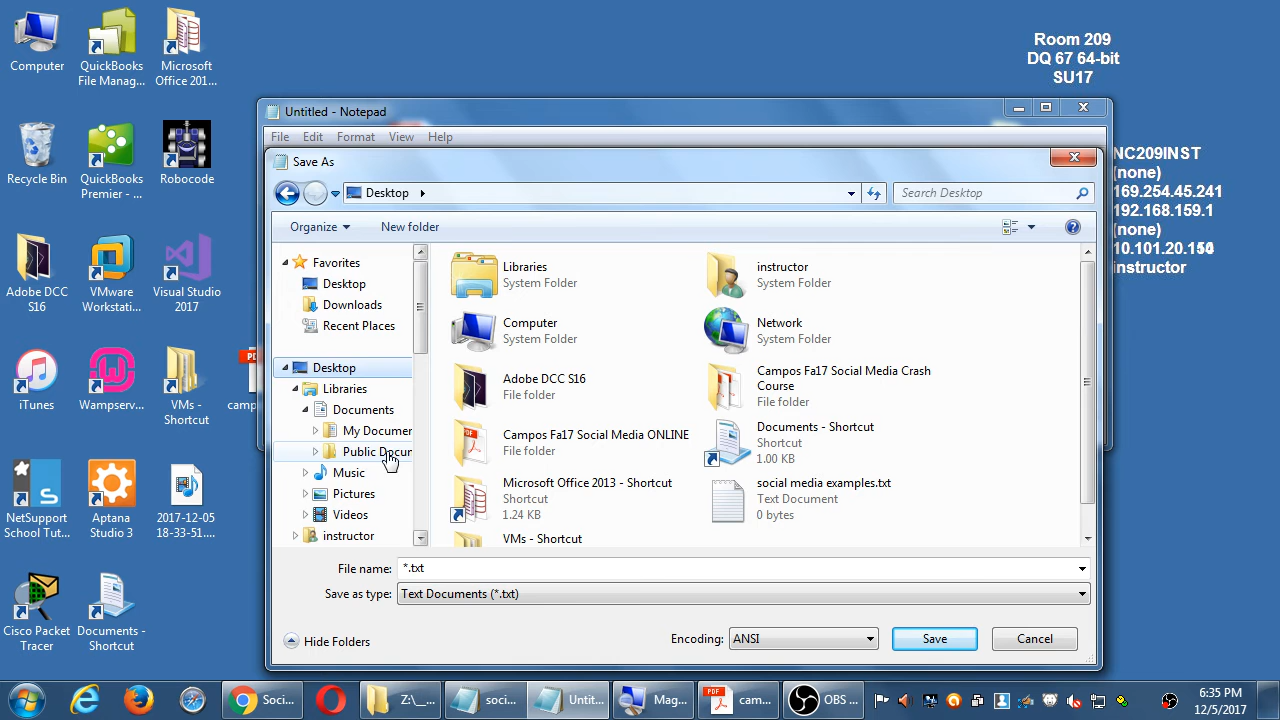 Computer
QuickBooks
File Manag...
Microsoft
Office 201...
Recycle Bin
QuickBooks
Premier - ...
Robocode
Adobe DCC
S16
VMware
Workstati...
Visual Studio
2017
iTunes
Wampserv...
VMs -
Shortcut
PDF
camp
NetSupport
School Tut...
Aptana
Studio 3
2017-12-05
18-33-51....
Cisco Packet
Tracer
Documents -
Shortcut
Room 209
DQ 67 64-bit
SU17
NC209INST
(none)
169.254.45.241
192.168.159.1
(none)
instructor
Untitled - Notepad
File Edit Format View Help
Save As
Desktop
Search Desktop
Organize
New folder
Favorites
Desktop
Downloads
Recent Places
Desktop
Libraries
Documents
My Documen
Public Docum
Music
Pictures
Videos
instructor
Libraries
System Folder
instructor
System Folder
Computer
System Folder
Network
System Folder
Adobe DCC S16
File folder
Campos Fa17 Social Media Crash
Course
File folder
Campos Fa17 Social Media ONLINE
File folder
Documents - Shortcut
Shortcut
1.00 KB
Microsoft Office 2013 - Shortcut
Shortcut
1.24 KB
social media examples.txt
Text Document
0 bytes
VMs - Shortcut
File name: *.txt
Save as type: Text Documents (*.txt)
Hide Folders
Encoding: ANSI
Save
Cancel
Soci...
Z:\__...
soci...
Untit...
Mag...
PDF
cam...
OBS ...
6:35 PM
12/5/2017